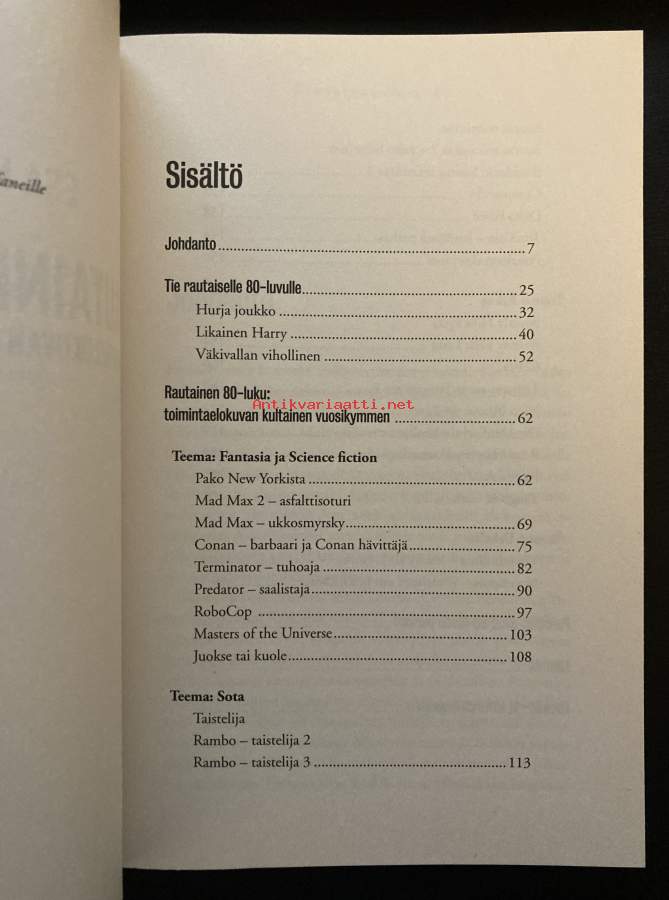 Sisältö
Johdanto 7
Tie rautaiselle 80-luvulle 25
Hurja joukko 32
Likainen Harry 40
Väkivallan vihollinen 52
Rautainen 80-luku:
Antikvariaatti.net
toimintaelokuvan kultainen vuosikymmen 62
Teema: Fantasia ja Science fiction
Pako New Yorkista 62
Mad Max 2 – asfalttisoturi
Mad Max – ukkosmyrsky 69
Conan – barbaari ja Conan hävittäjä 75
Terminator – tuhoaja 82
Predator – saalistaja 90
RoboCop 97
Masters of the Universe 103
Juokse tai kuole 108
Teema: Sota
Taistelija
Rambo – taistelija 2
Rambo – taistelija 3 113